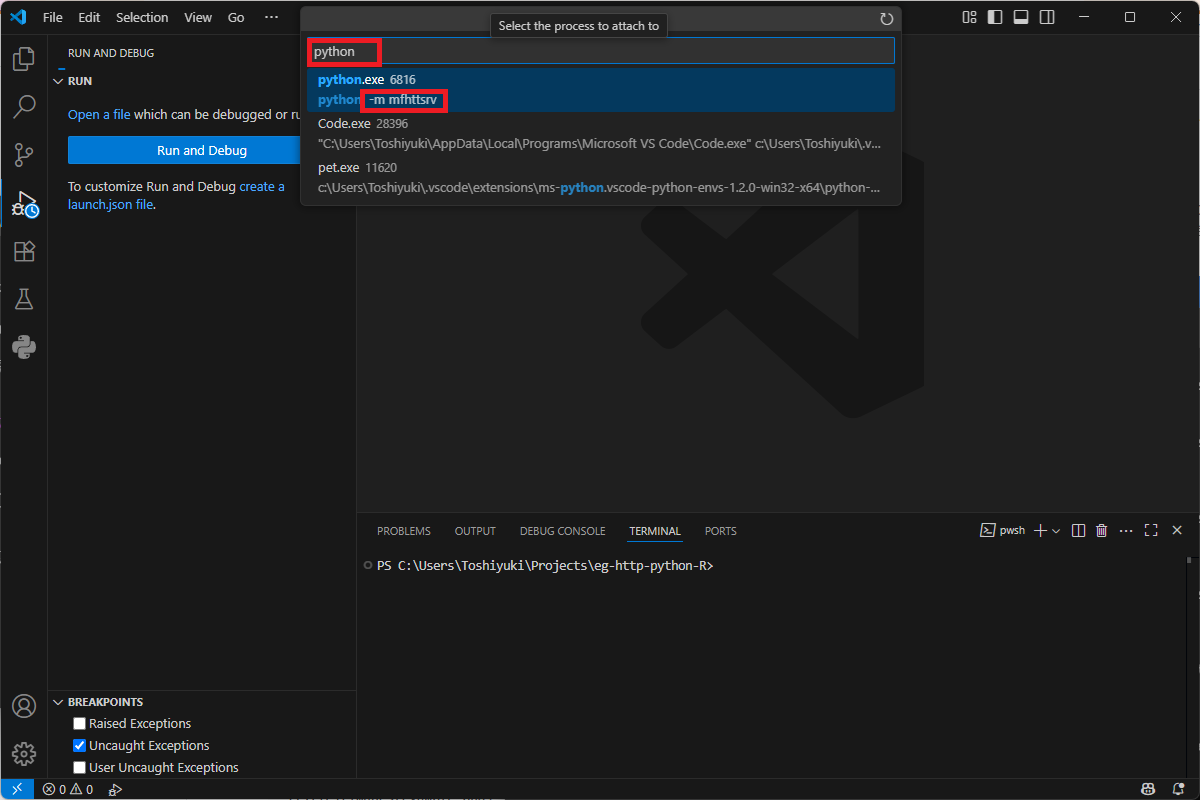 File Edit Selection View Go ···
Select the process to attach to
python
python.exe 6816
python -m mfhttsrv
Code.exe 28396
"C:\Users\Toshiyuki\AppData\Local\Programs\Microsoft VS Code\Code.exe" c:\Users\Toshiyuki\.v...
pet.exe 11620
c:\Users\Toshiyuki\.vscode\extensions\ms-python.vscode-python-envs-1.2.0-win32-x64\python-...
RUN AND DEBUG
RUN
Open a file which can be debugged or ru
Run and Debug
To customize Run and Debug create a
launch.json file.
PROBLEMS OUTPUT DEBUG CONSOLE TERMINAL PORTS
pwsh
PS C:\Users\Toshiyuki\Projects\eg-http-python-R>
BREAKPOINTS
Raised Exceptions
Uncaught Exceptions
User Uncaught Exceptions
0 0